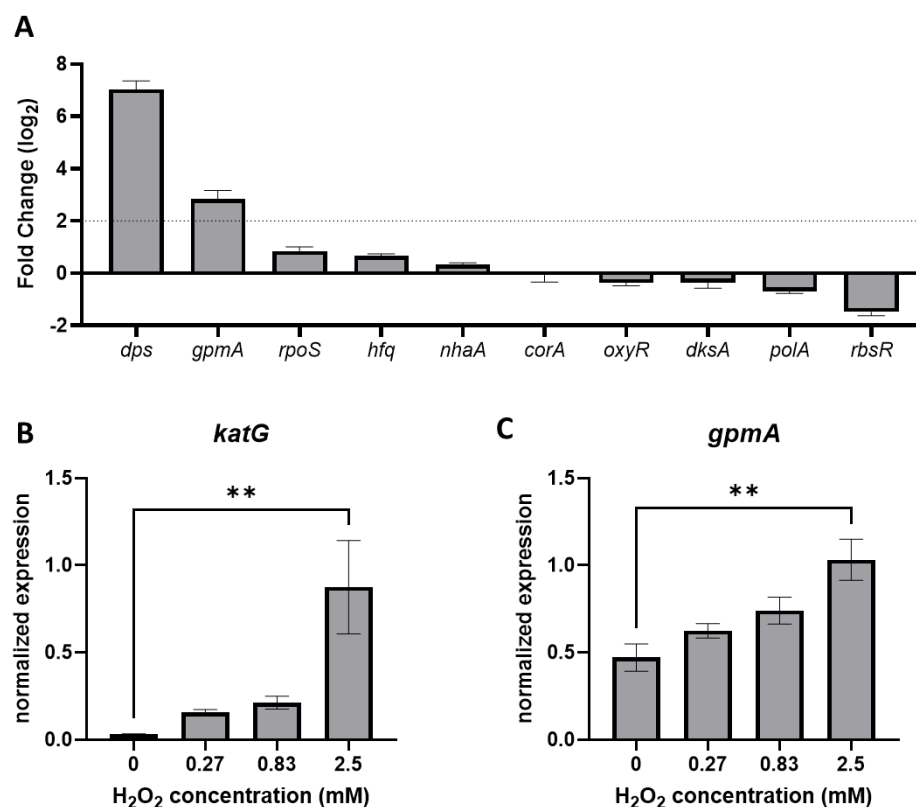 A
Fold Change (log₂)
8
6
4
2
0
-2
dps gpmA rpoS hfq nhaA corA oxyR dksA polA rbsR
B
katG
normalized expression
1.5
1.0
0.5
0.0
**
0 0.27 0.83 2.5
H₂O₂ concentration (mM)
C
gpmA
normalized expression
1.5
1.0
0.5
0.0
**
0 0.27 0.83 2.5
H₂O₂ concentration (mM)